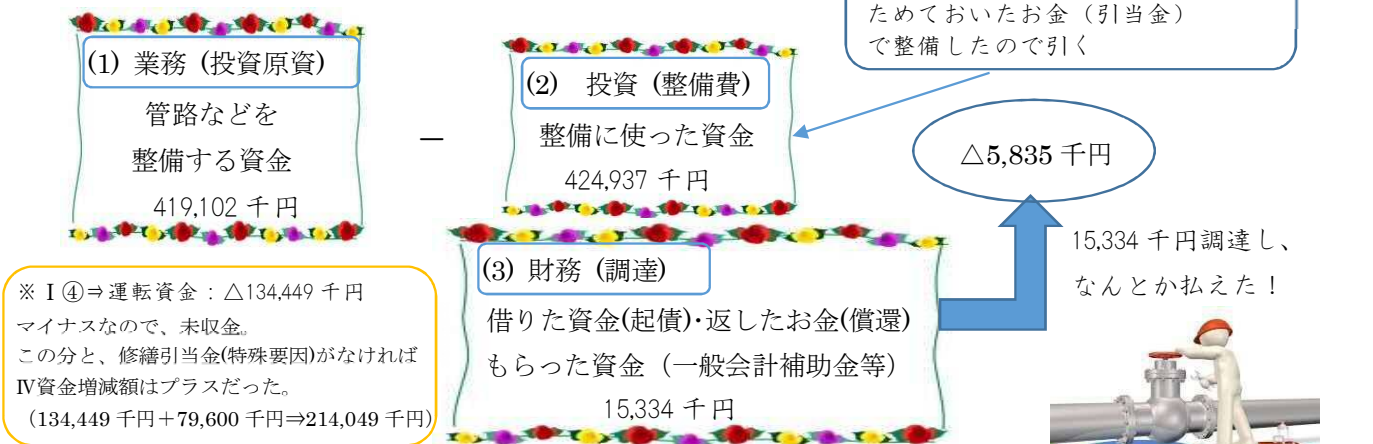 ためておいたお金（引当金）
で整備したので引く
(1) 業務 (投資原資)
管路などを
整備する資金
419,102 千円
－
(2) 投資 (整備費)
整備に使った資金
424,937 千円
△5,835 千円
(3) 財務 (調達)
借りた資金(起債)･返したお金(償還)
もらった資金（一般会計補助金等）
15,334 千円
15,334 千円調達し、
なんとか払えた！
※Ⅰ④⇒運転資金：△134,449 千円
マイナスなので、未収金。
この分と、修繕引当金(特殊要因)がなければ
Ⅳ資金増減額はプラスだった。
（134,449 千円＋79,600 千円⇒214,049 千円）